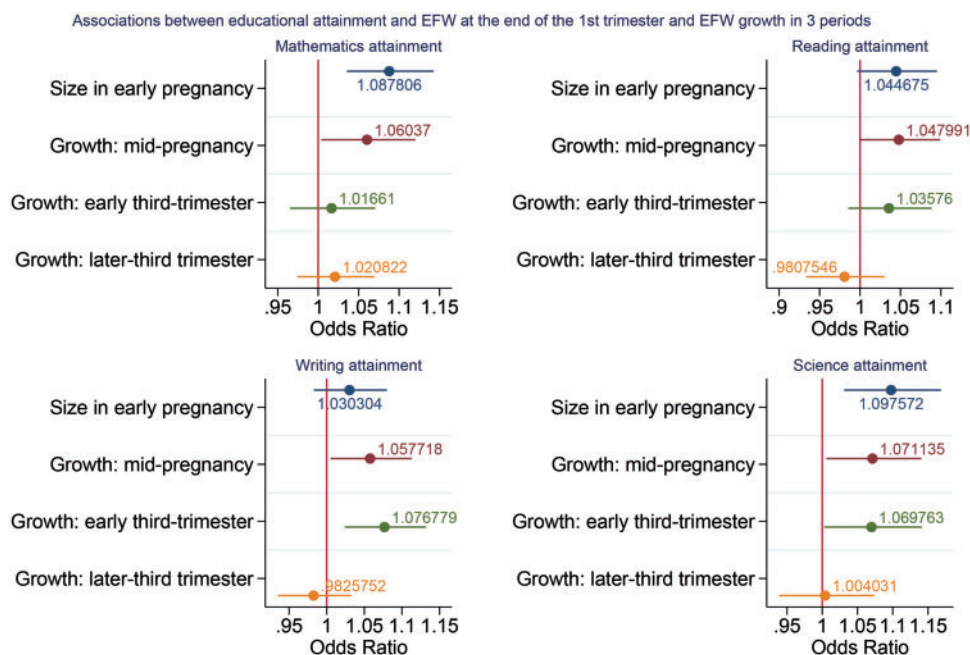 Associations between educational attainment and EFW at the end of the 1st trimester and EFW growth in 3 periods
Mathematics attainment
Size in early pregnancy
1.087806
Growth: mid-pregnancy
1.06037
Growth: early third-trimester
1.01661
Growth: later-third trimester
1.020822
.95 1 1.05 1.1 1.15
Odds Ratio
Reading attainment
Size in early pregnancy
1.044675
Growth: mid-pregnancy
1.047991
Growth: early third-trimester
1.03576
Growth: later-third trimester
.9807546
.9 .95 1 1.05 1.1
Odds Ratio
Writing attainment
Size in early pregnancy
1.030304
Growth: mid-pregnancy
1.057718
Growth: early third-trimester
1.076779
Growth: later-third trimester
.9825752
.95 1 1.05 1.1 1.15
Odds Ratio
Science attainment
Size in early pregnancy
1.097572
Growth: mid-pregnancy
1.071135
Growth: early third-trimester
1.069763
Growth: later-third trimester
1.004031
.95 1 1.05 1.1 1.15
Odds Ratio